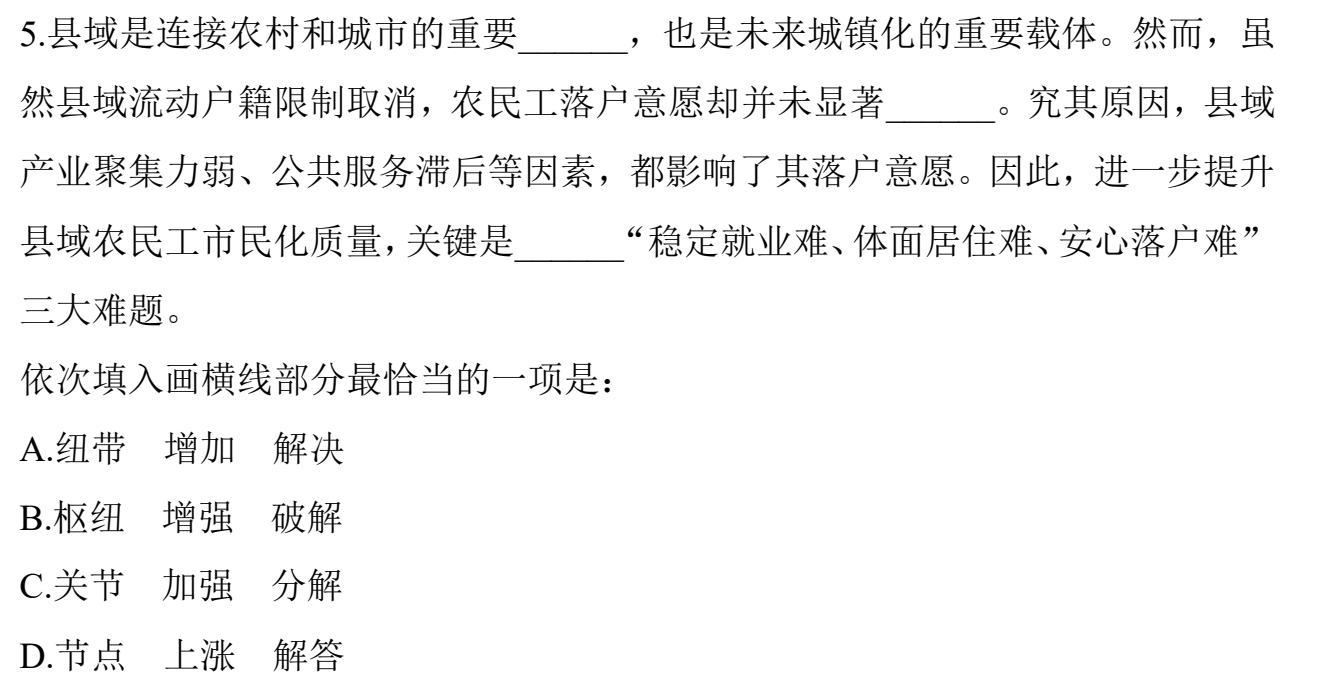 5.县域是连接农村和城市的重要______，也是未来城镇化的重要载体。然而，虽
然县域流动户籍限制取消，农民工落户意愿却并未显著______。究其原因，县域
产业聚集力弱、公共服务滞后等因素，都影响了其落户意愿。因此，进一步提升
县域农民工市民化质量，关键是______“稳定就业难、体面居住难、安心落户难”
三大难题。
依次填入画横线部分最恰当的一项是：
A.纽带　增加　解决
B.枢纽　增强　破解
C.关节　加强　分解
D.节点　上涨　解答